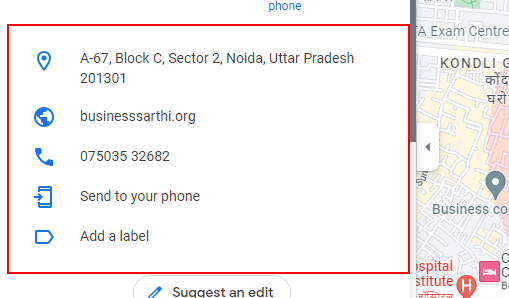 phone
A-67, Block C, Sector 2, Noida, Uttar Pradesh
201301
businesssarthi.org
075035 32682
Send to your phone
Add a label
Suggest an edit
TA Exam Centre
KONDLI G
कों
घरो
Business co
spital
stitute
H
C
C